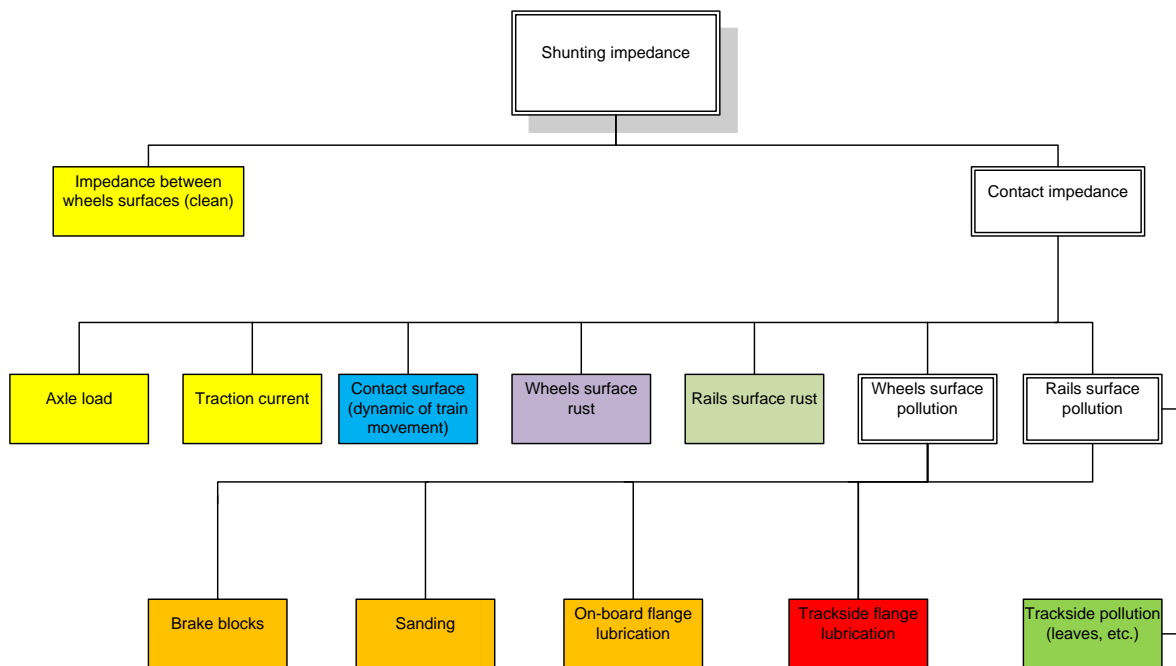 Shunting impedance
Impedance between
wheels surfaces (clean)
Contact impedance
Axle load
Traction current
Contact surface
(dynamic of train
movement)
Wheels surface
rust
Rails surface rust
Wheels surface
pollution
Rails surface
pollution
Brake blocks
Sanding
On-board flange
lubrication
Trackside flange
lubrication
Trackside pollution
(leaves, etc.)